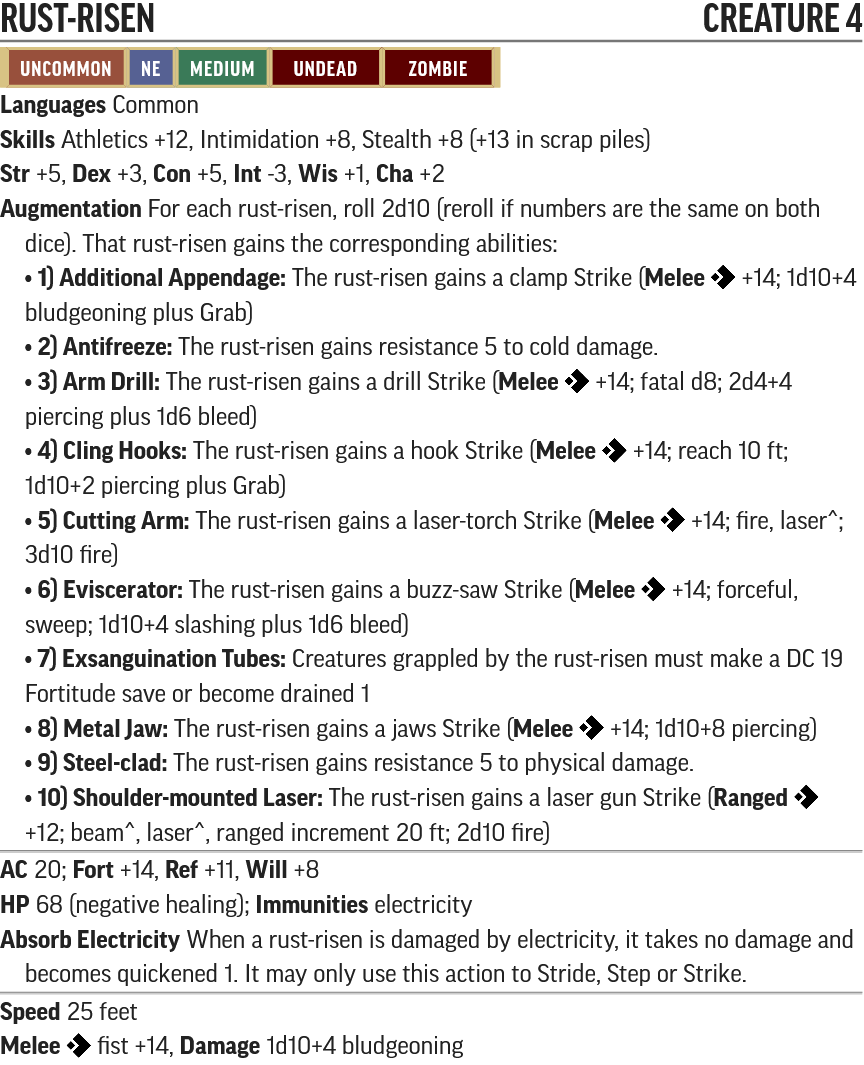 RUST-RISEN CREATURE 4
UNCOMMON NE MEDIUM UNDEAD ZOMBIE
Languages Common
Skills Athletics +12, Intimidation +8, Stealth +8 (+13 in scrap piles)
Str +5, Dex +3, Con +5, Int -3, Wis +1, Cha +2
Augmentation For each rust-risen, roll 2d10 (reroll if numbers are the same on both
dice). That rust-risen gains the corresponding abilities:
• 1) Additional Appendage: The rust-risen gains a clamp Strike (Melee +14; 1d10+4
bludgeoning plus Grab)
• 2) Antifreeze: The rust-risen gains resistance 5 to cold damage.
• 3) Arm Drill: The rust-risen gains a drill Strike (Melee +14; fatal d8; 2d4+4
piercing plus 1d6 bleed)
• 4) Cling Hooks: The rust-risen gains a hook Strike (Melee +14; reach 10 ft;
1d10+2 piercing plus Grab)
• 5) Cutting Arm: The rust-risen gains a laser-torch Strike (Melee +14; fire, laser^;
3d10 fire)
• 6) Eviscerator: The rust-risen gains a buzz-saw Strike (Melee +14; forceful,
sweep; 1d10+4 slashing plus 1d6 bleed)
• 7) Exsanguination Tubes: Creatures grappled by the rust-risen must make a DC 19
Fortitude save or become drained 1
• 8) Metal Jaw: The rust-risen gains a jaws Strike (Melee +14; 1d10+8 piercing)
• 9) Steel-clad: The rust-risen gains resistance 5 to physical damage.
• 10) Shoulder-mounted Laser: The rust-risen gains a laser gun Strike (Ranged
+12; beam^, laser^, ranged increment 20 ft; 2d10 fire)
AC 20; Fort +14, Ref +11, Will +8
HP 68 (negative healing); Immunities electricity
Absorb Electricity When a rust-risen is damaged by electricity, it takes no damage and
becomes quickened 1. It may only use this action to Stride, Step or Strike.
Speed 25 feet
Melee fist +14, Damage 1d10+4 bludgeoning